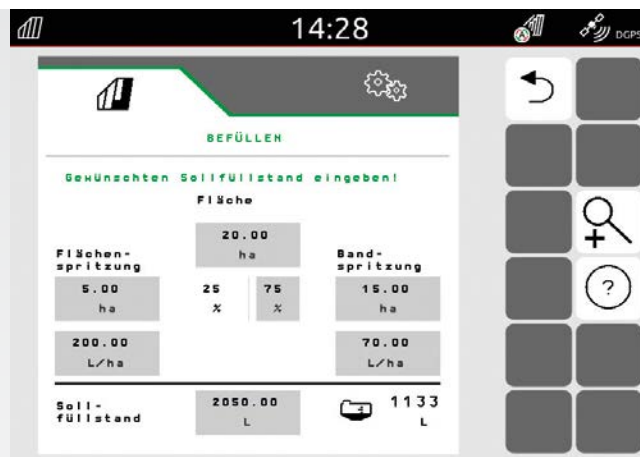 14:28
DGPS
BEFÜLLEN
Gewünschten Sollfüllstand eingeben!
Fläche
20.00
ha
Flächen-
spritzung
Band-
spritzung
5.00
ha
25
%
75
%
15.00
ha
200.00
L/ha
70.00
L/ha
Soll-
füllstand
2050.00
L
1133
L
?